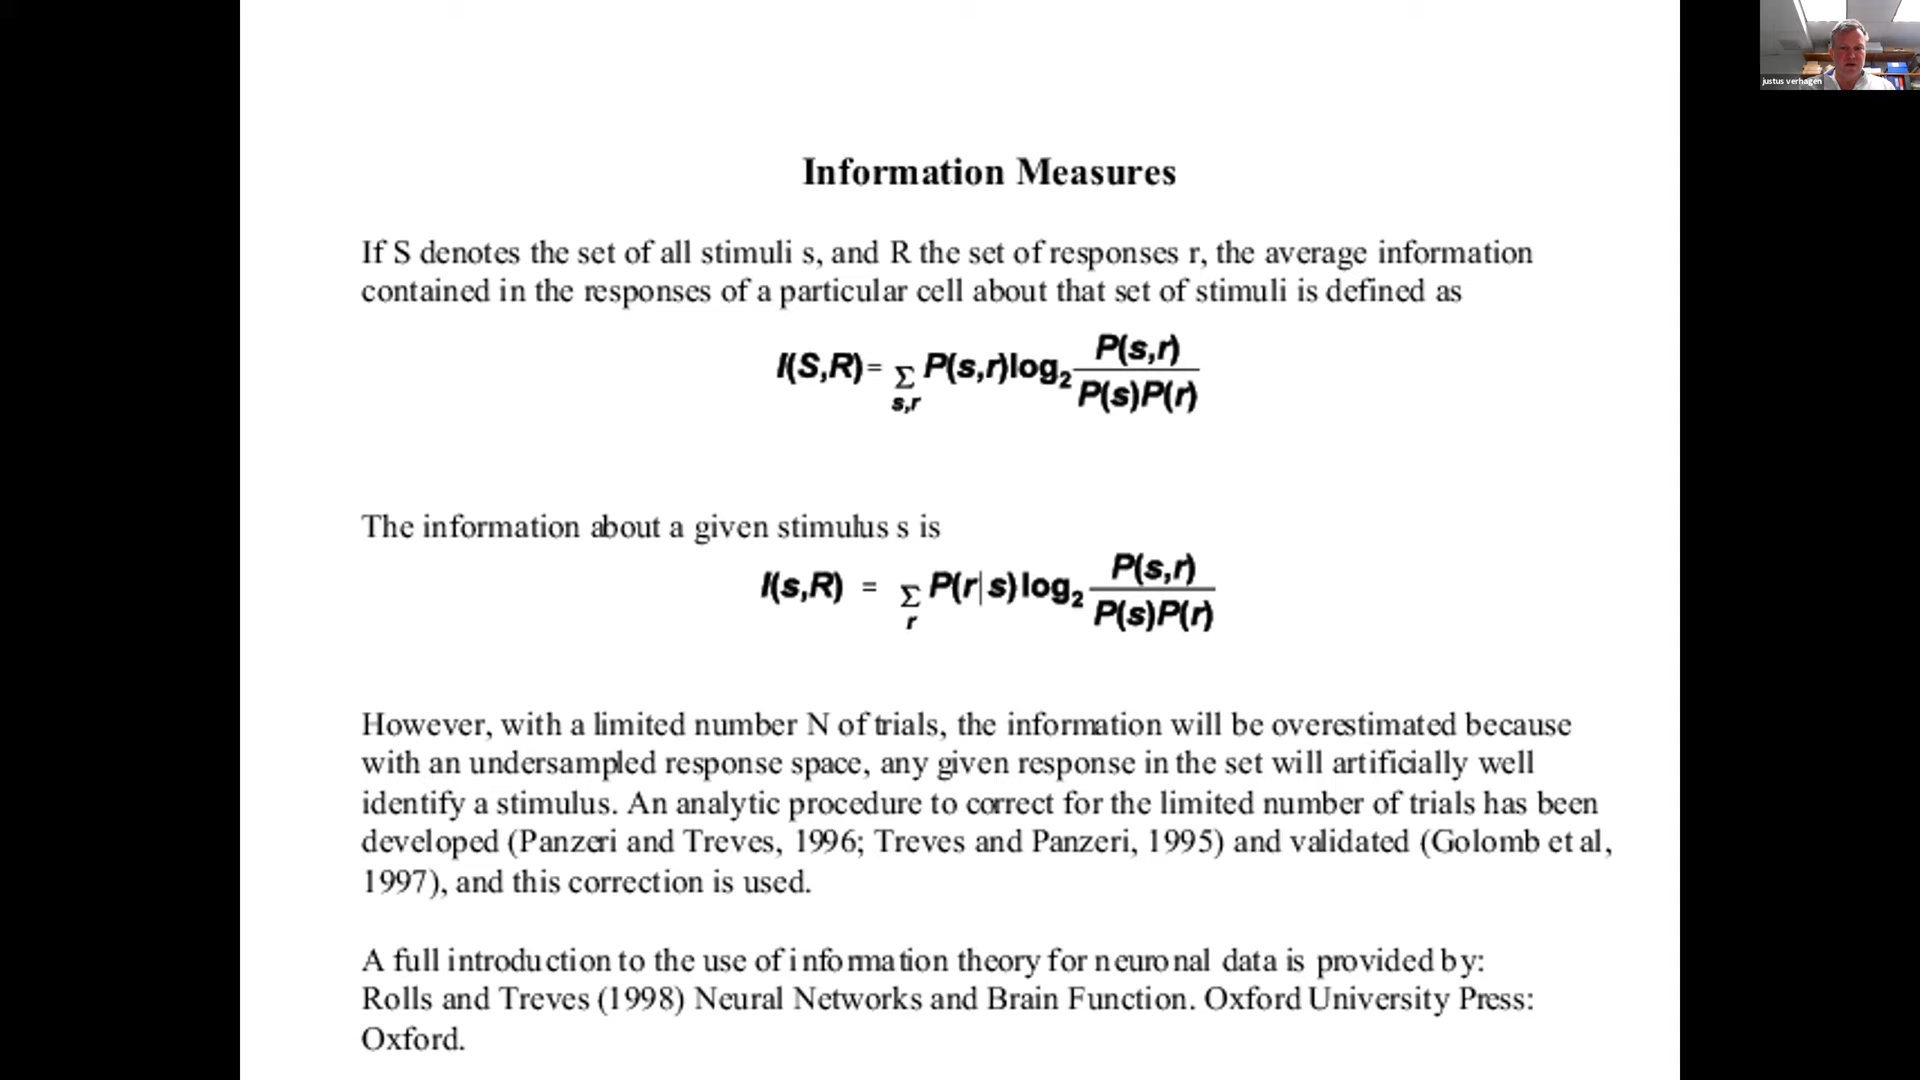 justus verhagen
Information Measures
If S denotes the set of all stimuli s, and R the set of responses r, the average information
contained in the responses of a particular cell about that set of stimuli is defined as
I(S,R)= Σ P(s,r)log₂ P(s,r)
s,r
P(s)P(r)
The information about a given stimulus s is
I(s,R) = Σ P(r|s)log₂ P(s,r)
r
P(s)P(r)
However, with a limited number N of trials, the information will be overestimated because
with an undersampled response space, any given response in the set will artificially well
identify a stimulus. An analytic procedure to correct for the limited number of trials has been
developed (Panzeri and Treves, 1996; Treves and Panzeri, 1995) and validated (Golomb et al,
1997), and this correction is used.
A full introduction to the use of information theory for neuronal data is provided by:
Rolls and Treves (1998) Neural Networks and Brain Function. Oxford University Press:
Oxford.